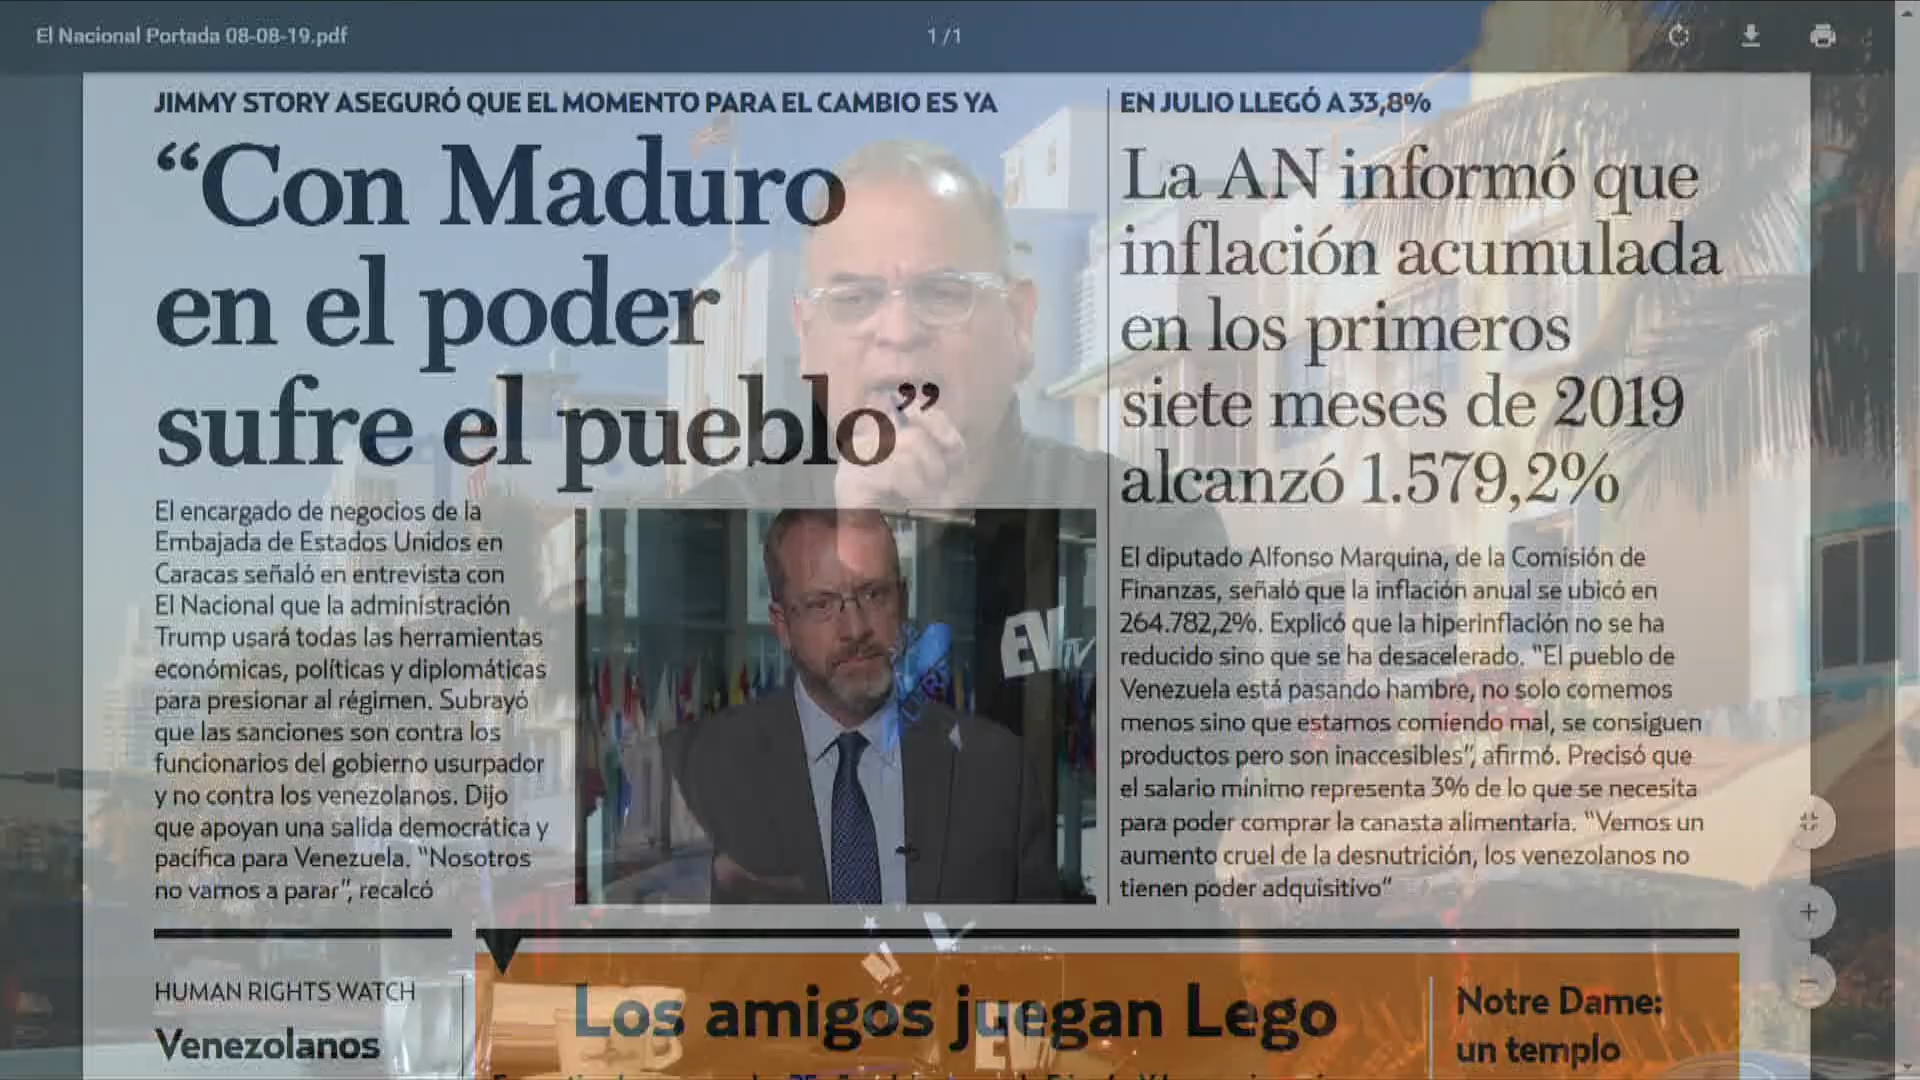 El Nacional Portada 08-08-19.pdf
1 / 1
JIMMY STORY ASEGURÓ QUE EL MOMENTO PARA EL CAMBIO ES YA
“Con Maduro
en el poder
sufre el pueblo”
El encargado de negocios de la
Embajada de Estados Unidos en
Caracas señaló en entrevista con
El Nacional que la administración
Trump usará todas las herramientas
económicas, políticas y diplomáticas
para presionar al régimen. Subrayó
que las sanciones son contra los
funcionarios del gobierno usurpador
y no contra los venezolanos. Dijo
que apoyan una salida democrática y
pacífica para Venezuela. “Nosotros
no vamos a parar”, recalcó
EVTV
EN JULIO LLEGÓ A 33,8%
La AN informó que
inflación acumulada
en los primeros
siete meses de 2019
alcanzó 1.579,2%
El diputado Alfonso Marquina, de la Comisión de
Finanzas, señaló que la inflación anual se ubicó en
264.782,2%. Explicó que la hiperinflación no se ha
reducido sino que se ha desacelerado. “El pueblo de
Venezuela está pasando hambre, no solo comemos
menos sino que estamos comiendo mal, se consiguen
productos pero son inaccesibles”, afirmó. Precisó que
el salario mínimo representa 3% de lo que se necesita
para poder comprar la canasta alimentaria. “Vemos un
aumento cruel de la desnutrición, los venezolanos no
tienen poder adquisitivo”
HUMAN RIGHTS WATCH
Venezolanos
Los amigos juegan Lego
Notre Dame:
un templo